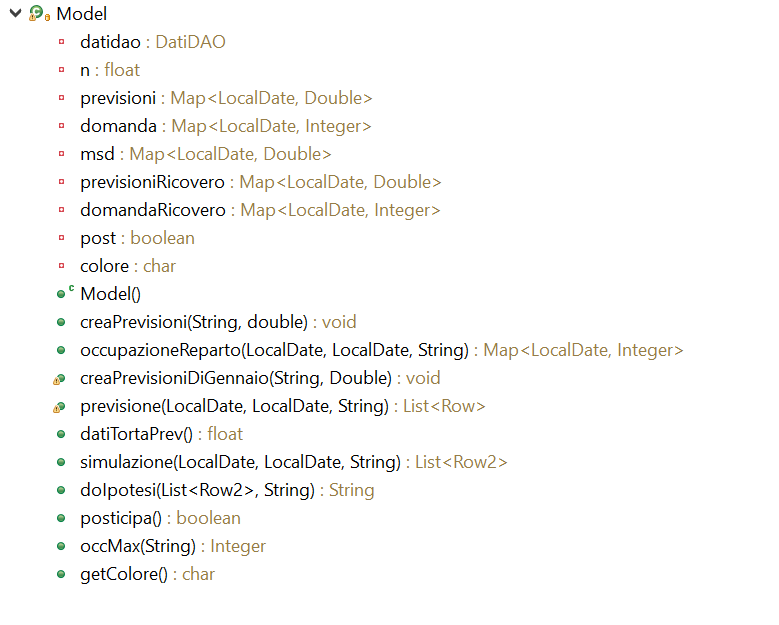 Model
datidao : DatiDAO
n : float
previsioni : Map<LocalDate, Double>
domanda : Map<LocalDate, Integer>
msd : Map<LocalDate, Double>
previsioniRicovero : Map<LocalDate, Double>
domandaRicovero : Map<LocalDate, Integer>
post : boolean
colore : char
Model()
creaPrevisioni(String, double) : void
occupazioneReparto(LocalDate, LocalDate, String) : Map<LocalDate, Integer>
creaPrevisioniDiGennaio(String, Double) : void
previsione(LocalDate, LocalDate, String) : List<Row>
datiTortaPrev() : float
simulazione(LocalDate, LocalDate, String) : List<Row2>
doIpotesi(List<Row2>, String) : String
posticipa() : boolean
occMax(String) : Integer
getColore() : char